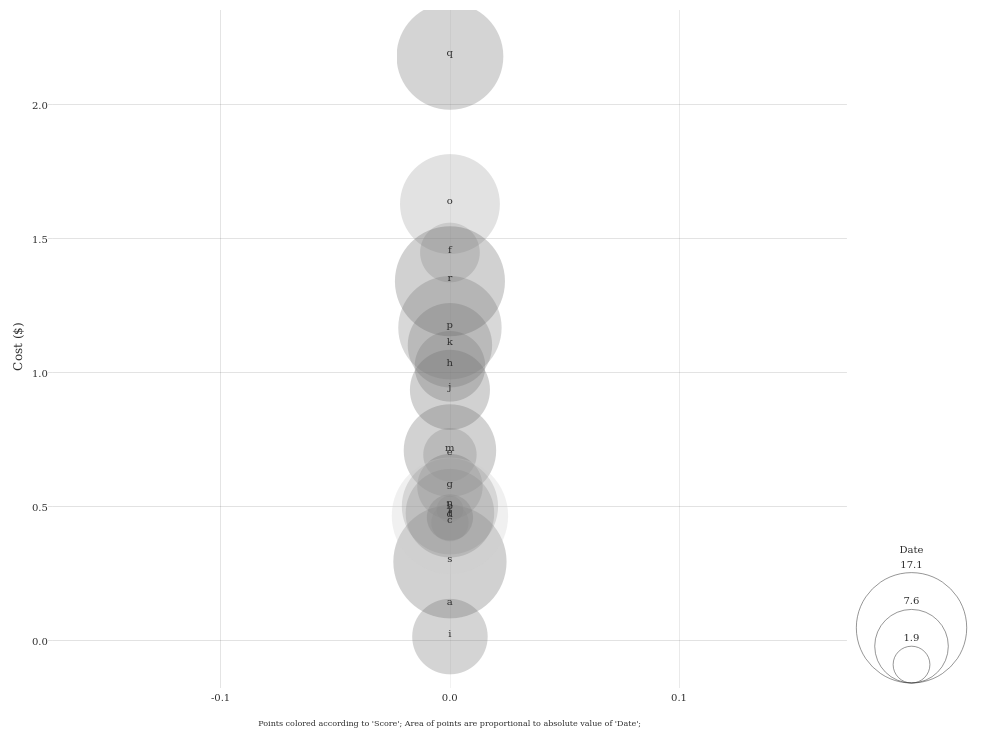 q
2.0
o
1.5
f
r
p
k
Cost ($)
h
1.0
j
m
e
g
n
0.5
d
c
Date
s
17.1
7.6
a
i
1.9
0.0
-0.1
0.0
0.1
Points colored according to 'Score'; Area of points are proportional to absolute value of 'Date';